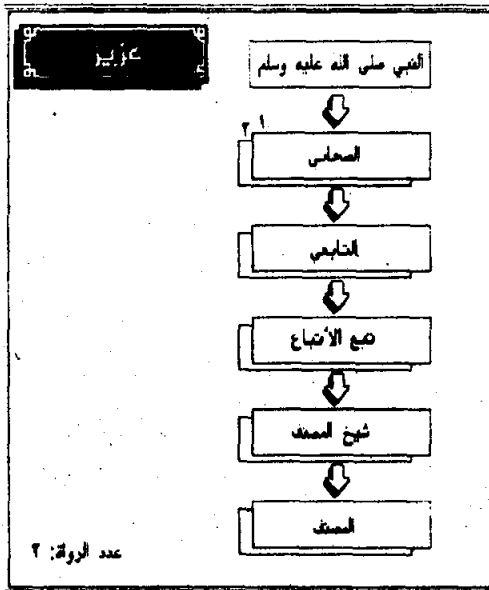 عزيز
النبي صلى الله عليه وسلم
١ ٢
الصحابي
التابعي
تبع الأتباع
شيخ المصنف
المصنف
عدد الرواة: ٢